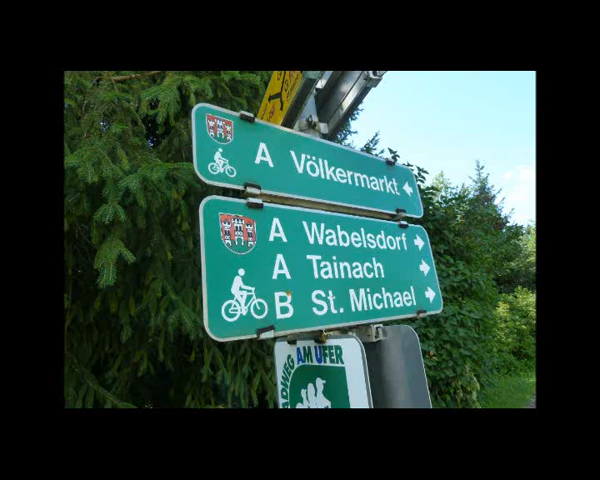 A Völkermarkt
A Wabelsdorf
A Tainach
B St. Michael
AM UFER